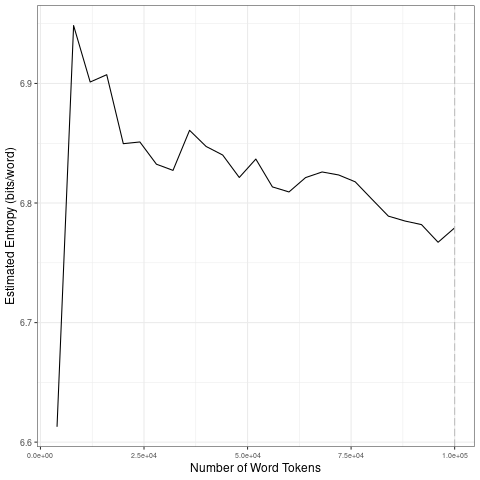 Estimated Entropy (bits/word)
6.9
6.8
6.7
6.6
0.0e+00 2.5e+04 5.0e+04 7.5e+04 1.0e+05
Number of Word Tokens